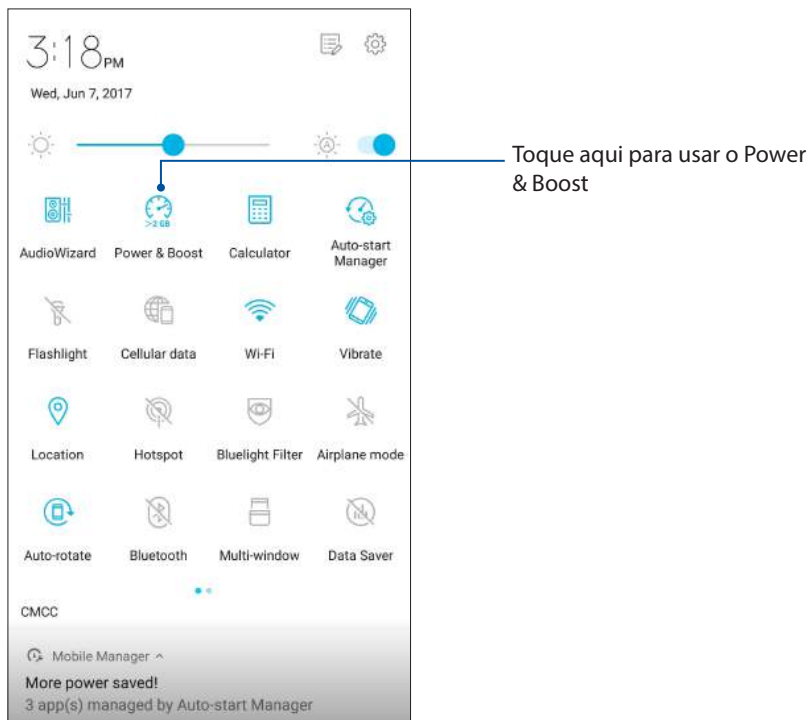 3:18PM
Wed, Jun 7, 2017
A
Toque aqui para usar o Power
& Boost
>2 GB
AudioWizard Power & Boost Calculator Auto-start
Manager
Flashlight Cellular data Wi-Fi Vibrate
Location Hotspot Bluelight Filter Airplane mode
Auto-rotate Bluetooth Multi-window Data Saver
CMCC
Mobile Manager
More power saved!
3 app(s) managed by Auto-start Manager